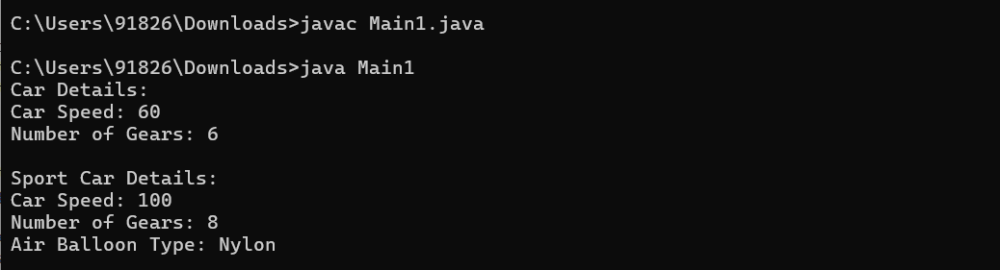 C:\Users\91826\Downloads>javac Main1.java
C:\Users\91826\Downloads>java Main1
Car Details:
Car Speed: 60
Number of Gears: 6
Sport Car Details:
Car Speed: 100
Number of Gears: 8
Air Balloon Type: Nylon